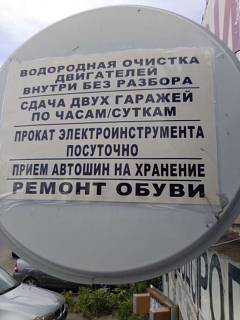 ВОДОРОДНАЯ ОЧИСТКА
ДВИГАТЕЛЕЙ
ВНУТРИ БЕЗ РАЗБОРА
СДАЧА ДВУХ ГАРАЖЕЙ
ПО ЧАСАМ/СУТКАМ
ПРОКАТ ЭЛЕКТРОИНСТРУМЕНТА
ПОСУТОЧНО
ПРИЕМ АВТОШИН НА ХРАНЕНИЕ
РЕМОНТ ОБУВИ